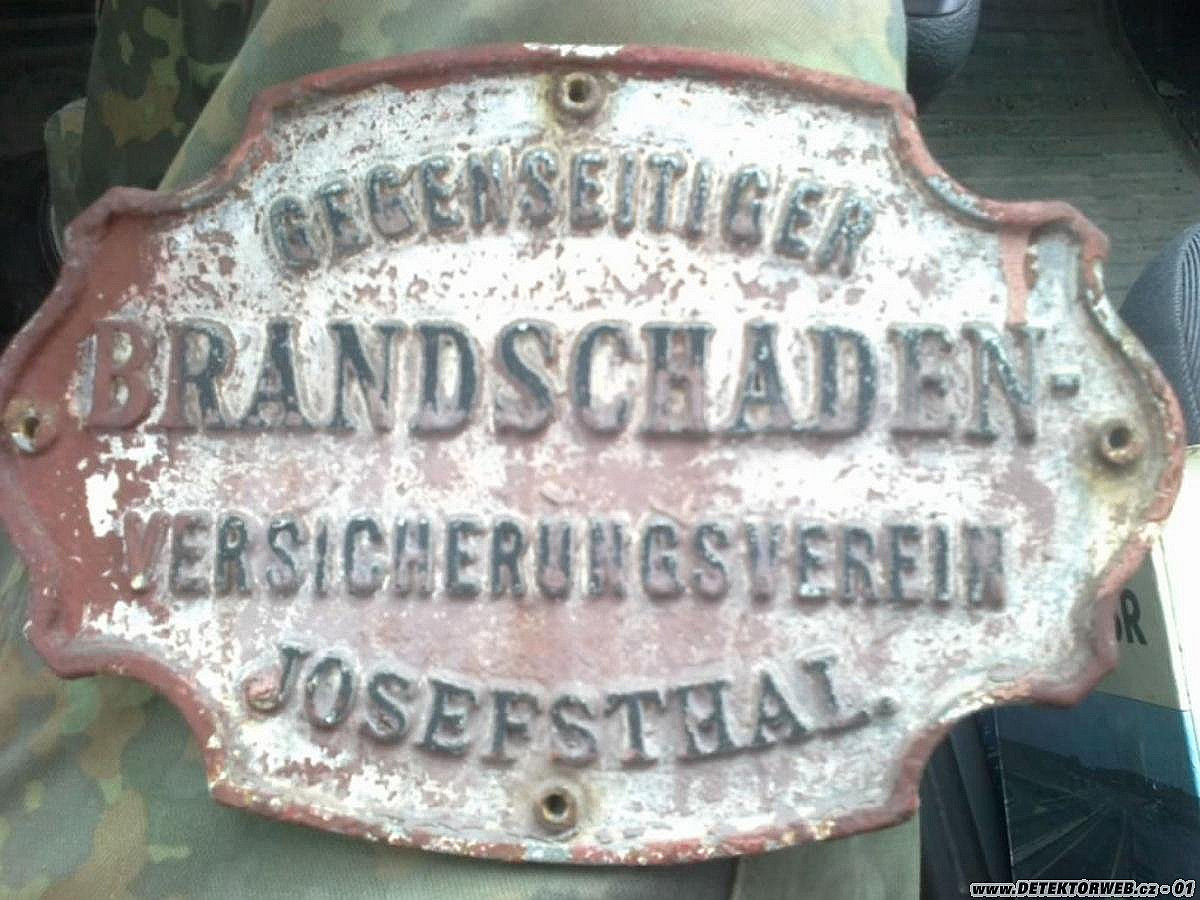 GEGENSEITIGER
BRANDSCHADEN-
VERSICHERUNGSVEREIN
JOSEFSTHAL.
www.DETEKTORWEB.cz - 01